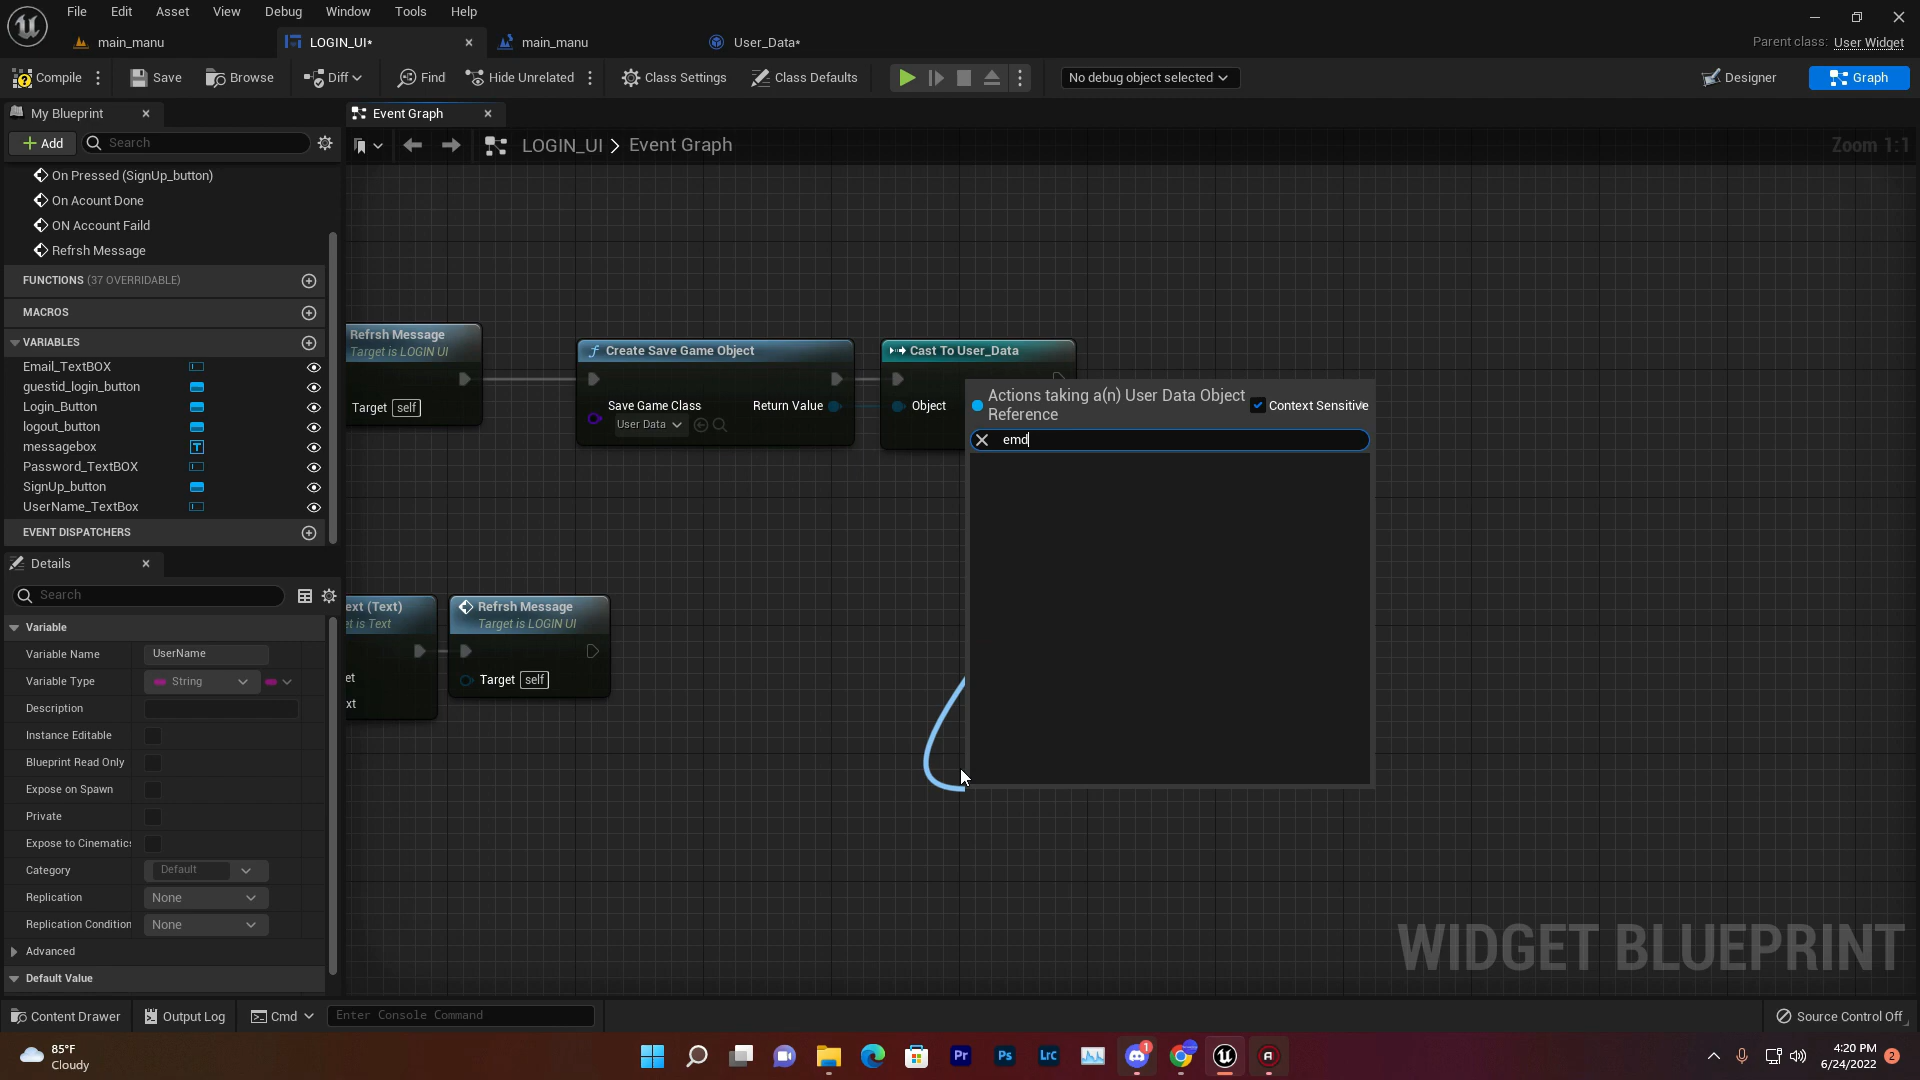 File Edit Asset View Debug Window Tools Help
main_manu LOGIN_UI* main_manu User_Data* Parent class: User Widget
Compile Save Browse Diff Find Hide Unrelated Class Settings Class Defaults No debug object selected Designer Graph
My Blueprint
Event Graph
Add Search
LOGIN_UI > Event Graph
Zoom 1:1
On Pressed (SignUp_button)
On Acount Done
ON Account Faild
Refrsh Message
FUNCTIONS (37 OVERRIDABLE)
MACROS
VARIABLES
Email_TextBOX
guestid_login_button
Login_Button
logout_button
messagebox
Password_TextBOX
SignUp_button
UserName_TextBox
EVENT DISPATCHERS
Refrsh Message
Target is LOGIN UI
Target self
Create Save Game Object
Save Game Class Return Value
User Data
Cast To User_Data
Object
Actions taking a(n) User Data Object
Reference
Context Sensitive
emd
ext (Text)
et is Text
et
xt
Refrsh Message
Target is LOGIN UI
Target self
Details
Search
Variable
Variable Name UserName
Variable Type String
Description
Instance Editable
Blueprint Read Only
Expose on Spawn
Private
Expose to Cinematics
Category Default
Replication None
Replication Condition None
Advanced
Default Value
WIDGET BLUEPRINT
Content Drawer Output Log Cmd Enter Console Command Source Control Off
85°F
Cloudy
Pr Ps Lrc 1
4:20 PM
6/24/2022 2